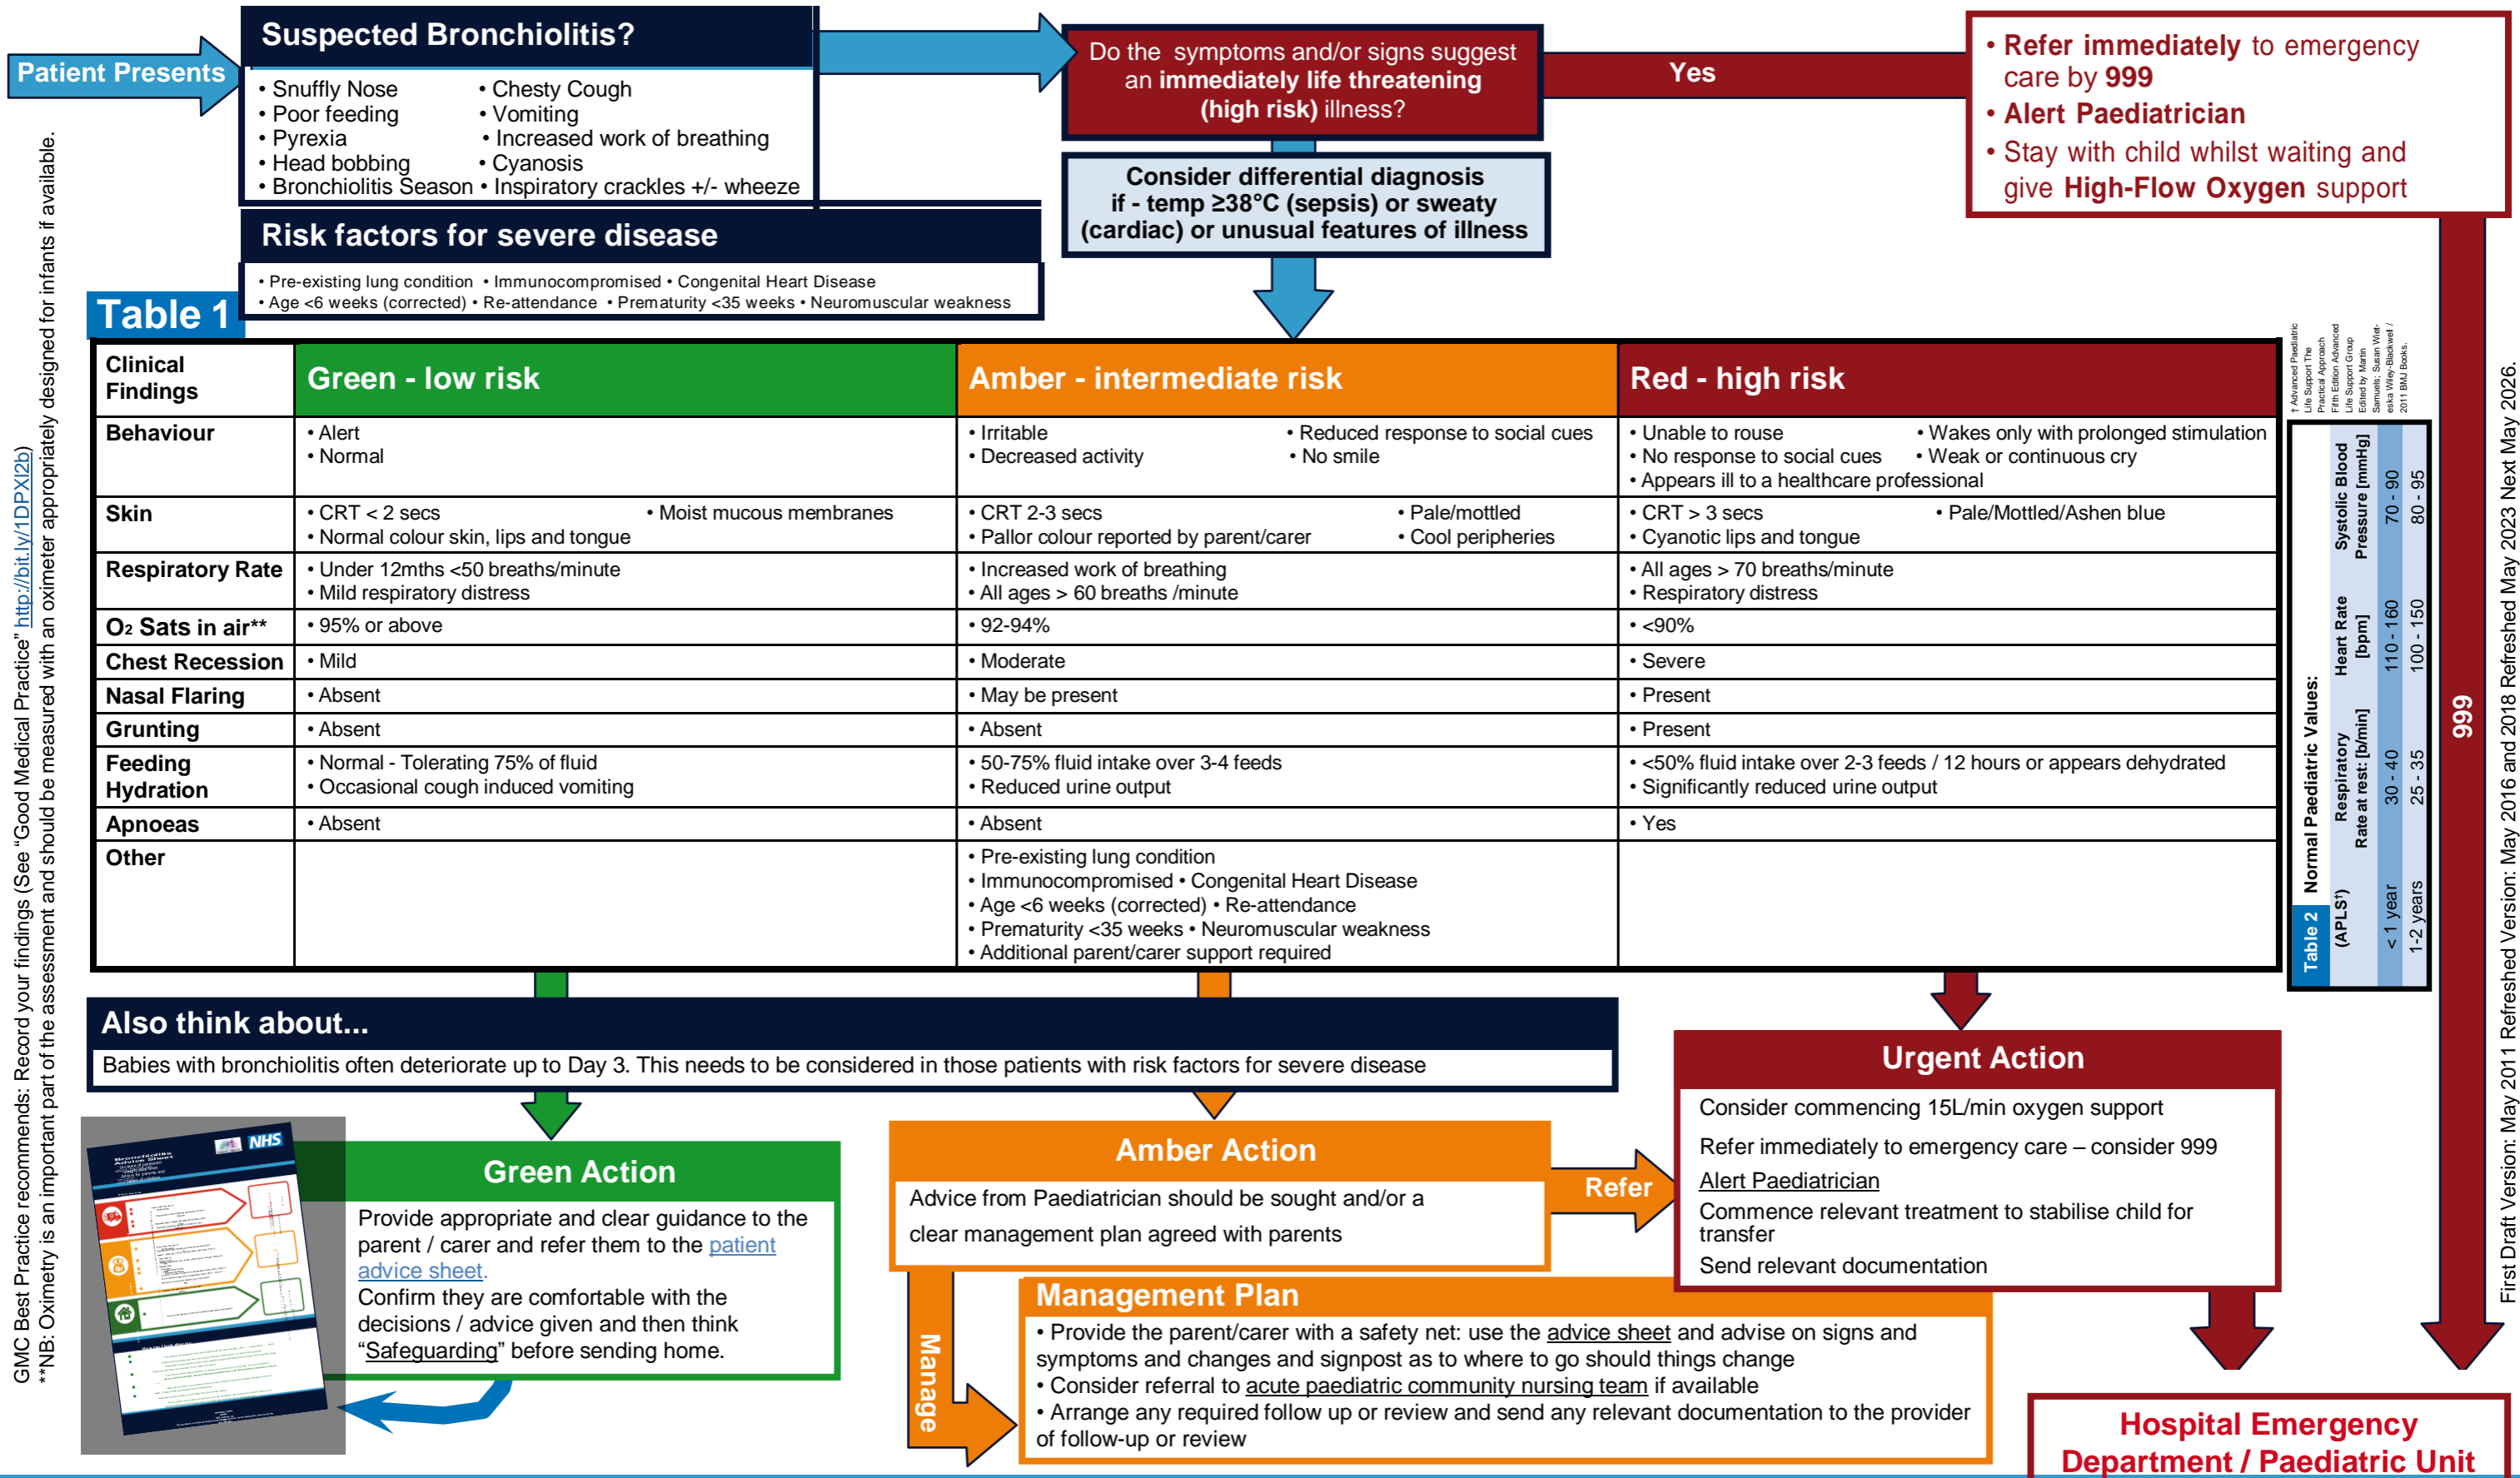 Patient Presents
Suspected Bronchiolitis?
• Snuffly Nose • Chesty Cough
• Poor feeding • Vomiting
• Pyrexia • Increased work of breathing
• Head bobbing • Cyanosis
• Bronchiolitis Season • Inspiratory crackles +/- wheeze
Risk factors for severe disease
• Pre-existing lung condition • Immunocompromised • Congenital Heart Disease
• Age <6 weeks (corrected) • Re-attendance • Prematurity <35 weeks • Neuromuscular weakness
Do the symptoms and/or signs suggest
an immediately life threatening
(high risk) illness?
Yes
• Refer immediately to emergency
care by 999
• Alert Paediatrician
• Stay with child whilst waiting and
give High-Flow Oxygen support
Consider differential diagnosis
if - temp ≥38°C (sepsis) or sweaty
(cardiac) or unusual features of illness
Table 1
Clinical
Findings
Green - low risk
Amber - intermediate risk
Red - high risk
Behaviour
• Alert
• Normal
• Irritable • Reduced response to social cues
• Decreased activity • No smile
• Unable to rouse • Wakes only with prolonged stimulation
• No response to social cues • Weak or continuous cry
• Appears ill to a healthcare professional
Skin
• CRT < 2 secs • Moist mucous membranes
• Normal colour skin, lips and tongue
• CRT 2-3 secs • Pale/mottled
• Pallor colour reported by parent/carer • Cool peripheries
• CRT > 3 secs • Pale/Mottled/Ashen blue
• Cyanotic lips and tongue
Respiratory Rate
• Under 12mths <50 breaths/minute
• Mild respiratory distress
• Increased work of breathing
• All ages > 60 breaths /minute
• All ages > 70 breaths/minute
• Respiratory distress
O2 Sats in air**
• 95% or above
• 92-94%
• <90%
Chest Recession
• Mild
• Moderate
• Severe
Nasal Flaring
• Absent
• May be present
• Present
Grunting
• Absent
• Absent
• Present
Feeding
Hydration
• Normal - Tolerating 75% of fluid
• Occasional cough induced vomiting
• 50-75% fluid intake over 3-4 feeds
• Reduced urine output
• <50% fluid intake over 2-3 feeds / 12 hours or appears dehydrated
• Significantly reduced urine output
Apnoeas
• Absent
• Absent
• Yes
Other
• Pre-existing lung condition
• Immunocompromised • Congenital Heart Disease
• Age <6 weeks (corrected) • Re-attendance
• Prematurity <35 weeks • Neuromuscular weakness
• Additional parent/carer support required
† Advanced Paediatric
Life Support The
Practical Approach
Fifth Edition Advanced
Life Support Group
Edited by Martin
Samuels; Susan Wiet-
eska Wiley-Blackwell /
2011 BMJ Books.
Table 2 Normal Paediatric Values:
(APLS†) Respiratory Rate at rest: [b/min] Heart Rate [bpm] Systolic Blood Pressure [mmHg]
< 1 year 30 - 40 110 - 160 70 - 90
1-2 years 25 - 35 100 - 150 80 - 95
999
Also think about...
Babies with bronchiolitis often deteriorate up to Day 3. This needs to be considered in those patients with risk factors for severe disease
NHS
Bronchiolitis
Advice Sheet
Green Action
Provide appropriate and clear guidance to the
parent / carer and refer them to the patient
advice sheet.
Confirm they are comfortable with the
decisions / advice given and then think
“Safeguarding” before sending home.
Amber Action
Advice from Paediatrician should be sought and/or a
clear management plan agreed with parents
Refer
Manage
Management Plan
• Provide the parent/carer with a safety net: use the advice sheet and advise on signs and
symptoms and changes and signpost as to where to go should things change
• Consider referral to acute paediatric community nursing team if available
• Arrange any required follow up or review and send any relevant documentation to the provider
of follow-up or review
Urgent Action
Consider commencing 15L/min oxygen support
Refer immediately to emergency care – consider 999
Alert Paediatrician
Commence relevant treatment to stabilise child for
transfer
Send relevant documentation
Hospital Emergency
Department / Paediatric Unit
GMC Best Practice recommends: Record your findings (See “Good Medical Practice” http://bit.ly/1DPXl2b)
**NB: Oximetry is an important part of the assessment and should be measured with an oximeter appropriately designed for infants if available.
First Draft Version: May 2011 Refreshed Version: May 2016 and 2018 Refreshed May 2023 Next May 2026.